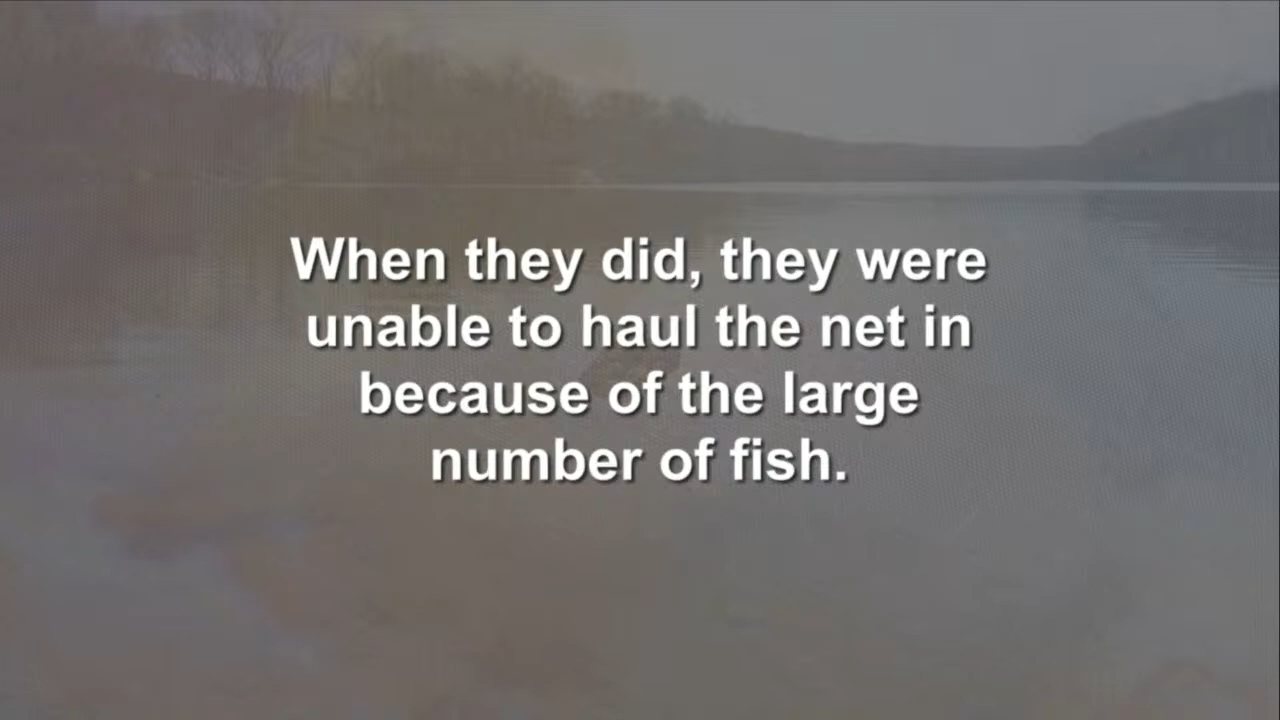 When they did, they were
unable to haul the net in
because of the large
number of fish.